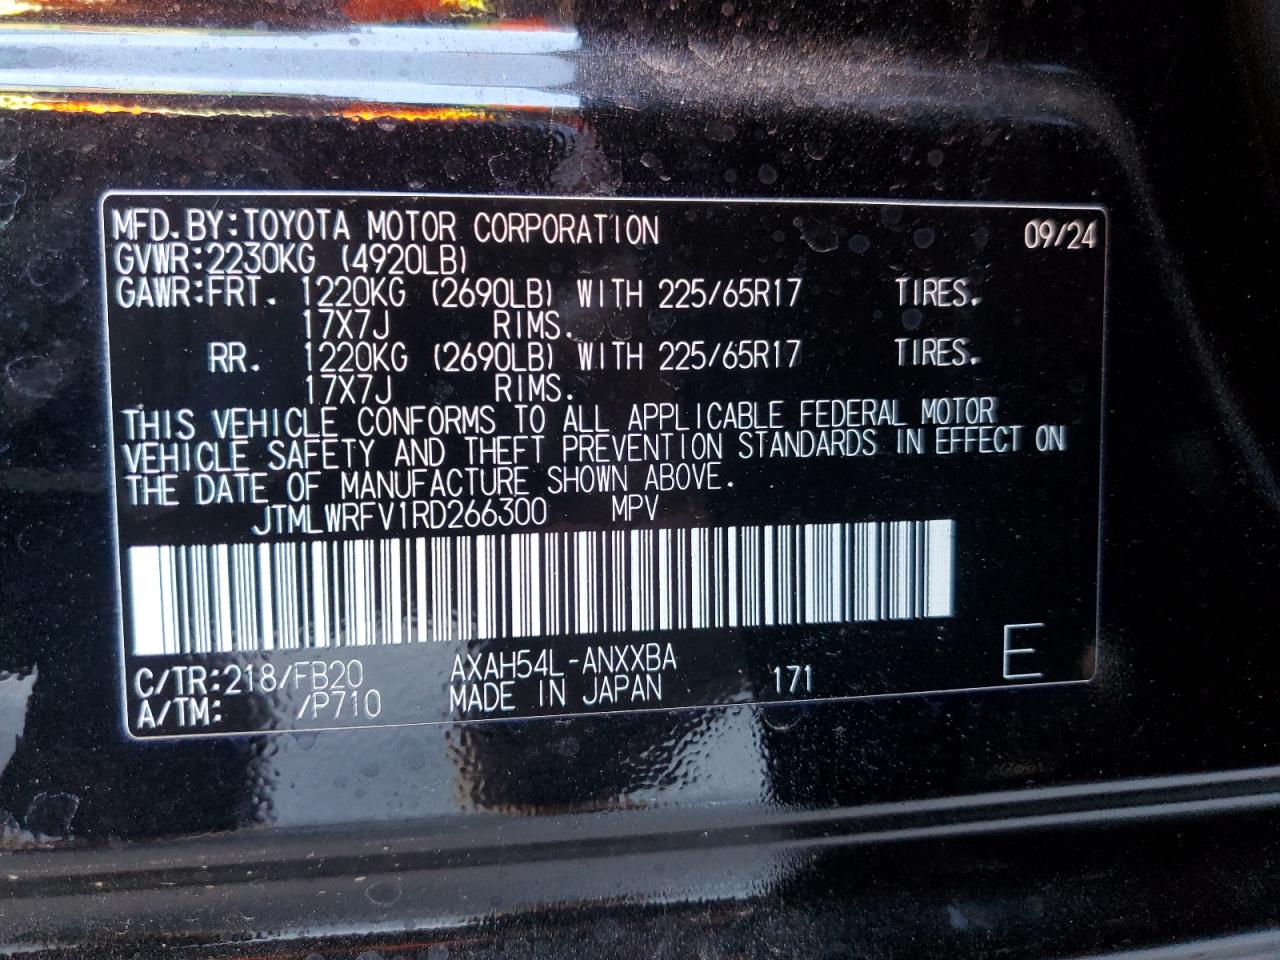 MFD.BY:TOYOTA MOTOR CORPORATION 09/24
GVWR:2230KG (4920LB)
GAWR:FRT. 1220KG (2690LB) WITH 225/65R17 TIRES.
17X7J RIMS.
RR. 1220KG (2690LB) WITH 225/65R17 TIRES.
17X7J RIMS.
THIS VEHICLE CONFORMS TO ALL APPLICABLE FEDERAL MOTOR
VEHICLE SAFETY AND THEFT PREVENTION STANDARDS IN EFFECT ON
THE DATE OF MANUFACTURE SHOWN ABOVE.
JTMLWRFV1RD266300 MPV
C/TR:218/FB20 AXAH54L-ANXXBA
A/TM: /P710 MADE IN JAPAN 171 E